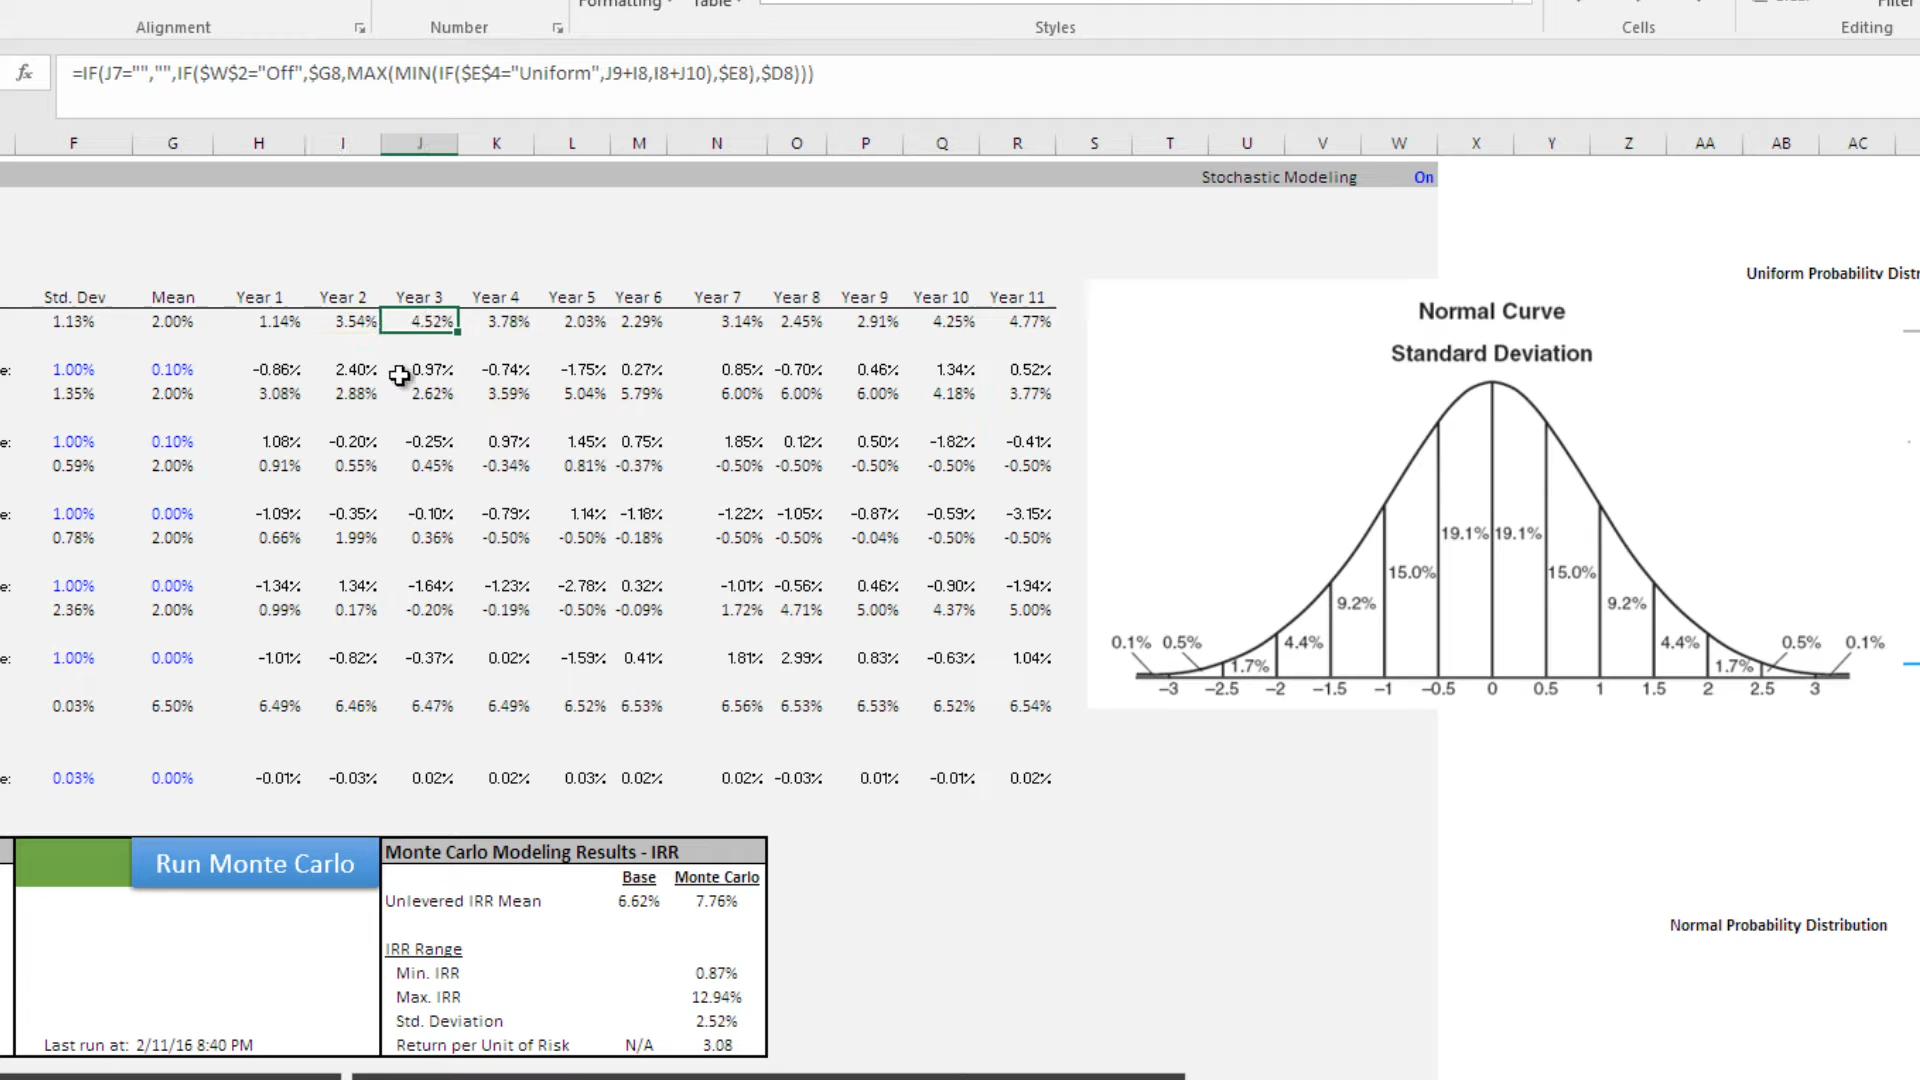 Formatting Table
Alignment Number Styles Cells Editing
fx =IF(J7="","",IF($W$2="Off",$G8,MAX(MIN(IF($E$4="Uniform",J9+I8,I8+J10),$E8),$D8)))
F G H I J K L M N O P Q R S T U V W X Y Z AA AB AC
Stochastic Modeling On
Uniform Probability Distr
Std. Dev Mean Year 1 Year 2 Year 3 Year 4 Year 5 Year 6 Year 7 Year 8 Year 9 Year 10 Year 11
1.13% 2.00% 1.14% 3.54% 4.52% 3.78% 2.03% 2.29% 3.14% 2.45% 2.91% 4.25% 4.77%
e: 1.00% 0.10% -0.86% 2.40% 0.97% -0.74% -1.75% 0.27% 0.85% -0.70% 0.46% 1.34% 0.52%
1.35% 2.00% 3.08% 2.88% 2.62% 3.59% 5.04% 5.79% 6.00% 6.00% 6.00% 4.18% 3.77%
e: 1.00% 0.10% 1.08% -0.20% -0.25% 0.97% 1.45% 0.75% 1.85% 0.12% 0.50% -1.82% -0.41%
0.59% 2.00% 0.91% 0.55% 0.45% -0.34% 0.81% -0.37% -0.50% -0.50% -0.50% -0.50% -0.50%
e: 1.00% 0.00% -1.09% -0.35% -0.10% -0.79% 1.14% -1.18% -1.22% -1.05% -0.87% -0.59% -3.15%
0.78% 2.00% 0.66% 1.99% 0.36% -0.50% -0.50% -0.18% -0.50% -0.50% -0.04% -0.50% -0.50%
e: 1.00% 0.00% -1.34% 1.34% -1.64% -1.23% -2.78% 0.32% -1.01% -0.56% 0.46% -0.90% -1.94%
2.36% 2.00% 0.99% 0.17% -0.20% -0.19% -0.50% -0.09% 1.72% 4.71% 5.00% 4.37% 5.00%
e: 1.00% 0.00% -1.01% -0.82% -0.37% 0.02% -1.59% 0.41% 1.81% 2.99% 0.83% -0.63% 1.04%
0.03% 6.50% 6.49% 6.46% 6.47% 6.49% 6.52% 6.53% 6.56% 6.53% 6.53% 6.52% 6.54%
e: 0.03% 0.00% -0.01% -0.03% 0.02% 0.02% 0.03% 0.02% 0.02% -0.03% 0.01% -0.01% 0.02%
Normal Curve
Standard Deviation
19.1% 19.1%
15.0% 15.0%
9.2% 9.2%
0.1% 0.5% 4.4% 4.4% 0.5% 0.1%
1.7% 1.7%
-3 -2.5 -2 -1.5 -1 -0.5 0 0.5 1 1.5 2 2.5 3
Run Monte Carlo
Last run at: 2/11/16 8:40 PM
Monte Carlo Modeling Results - IRR
Base Monte Carlo
Unlevered IRR Mean 6.62% 7.76%
IRR Range
Min. IRR 0.87%
Max. IRR 12.94%
Std. Deviation 2.52%
Return per Unit of Risk N/A 3.08
Normal Probability Distribution